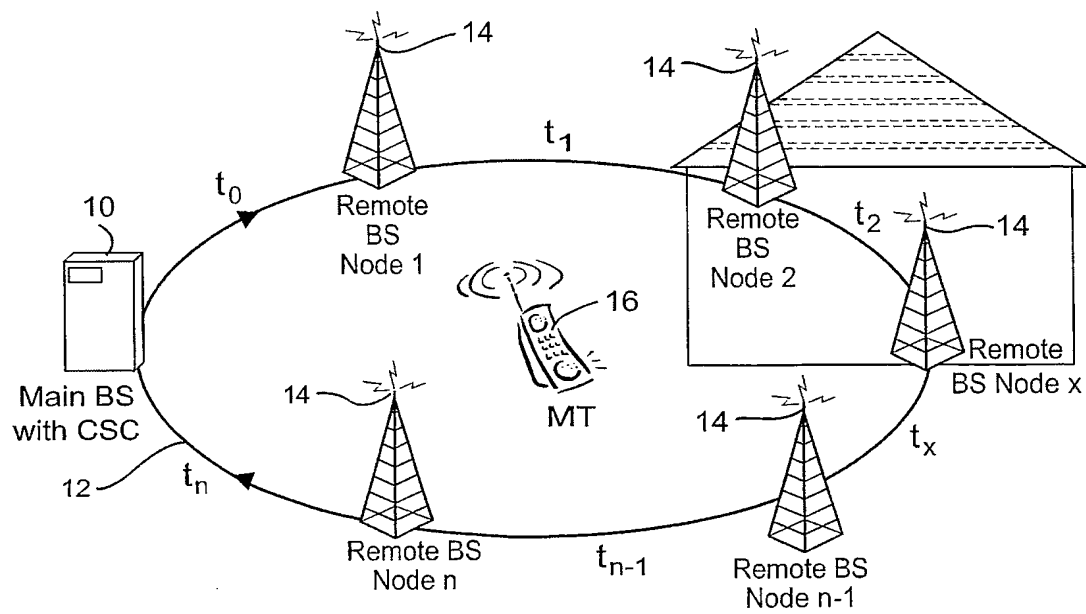 14
14
t₁
t₀
10
Remote
BS
Node 1
Remote
BS
Node 2
t₂
14
16
Main BS
with CSC
14
MT
14
Remote
BS Node x
12
tₙ
tₓ
Remote BS
Node n
tₙ₋₁
Remote BS
Node n-1